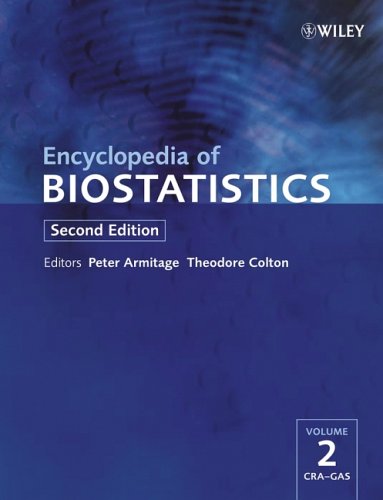 WILEY
Encyclopedia of
BIOSTATISTICS
Second Edition
Editors Peter Armitage Theodore Colton
VOLUME
2
CRA–GAS